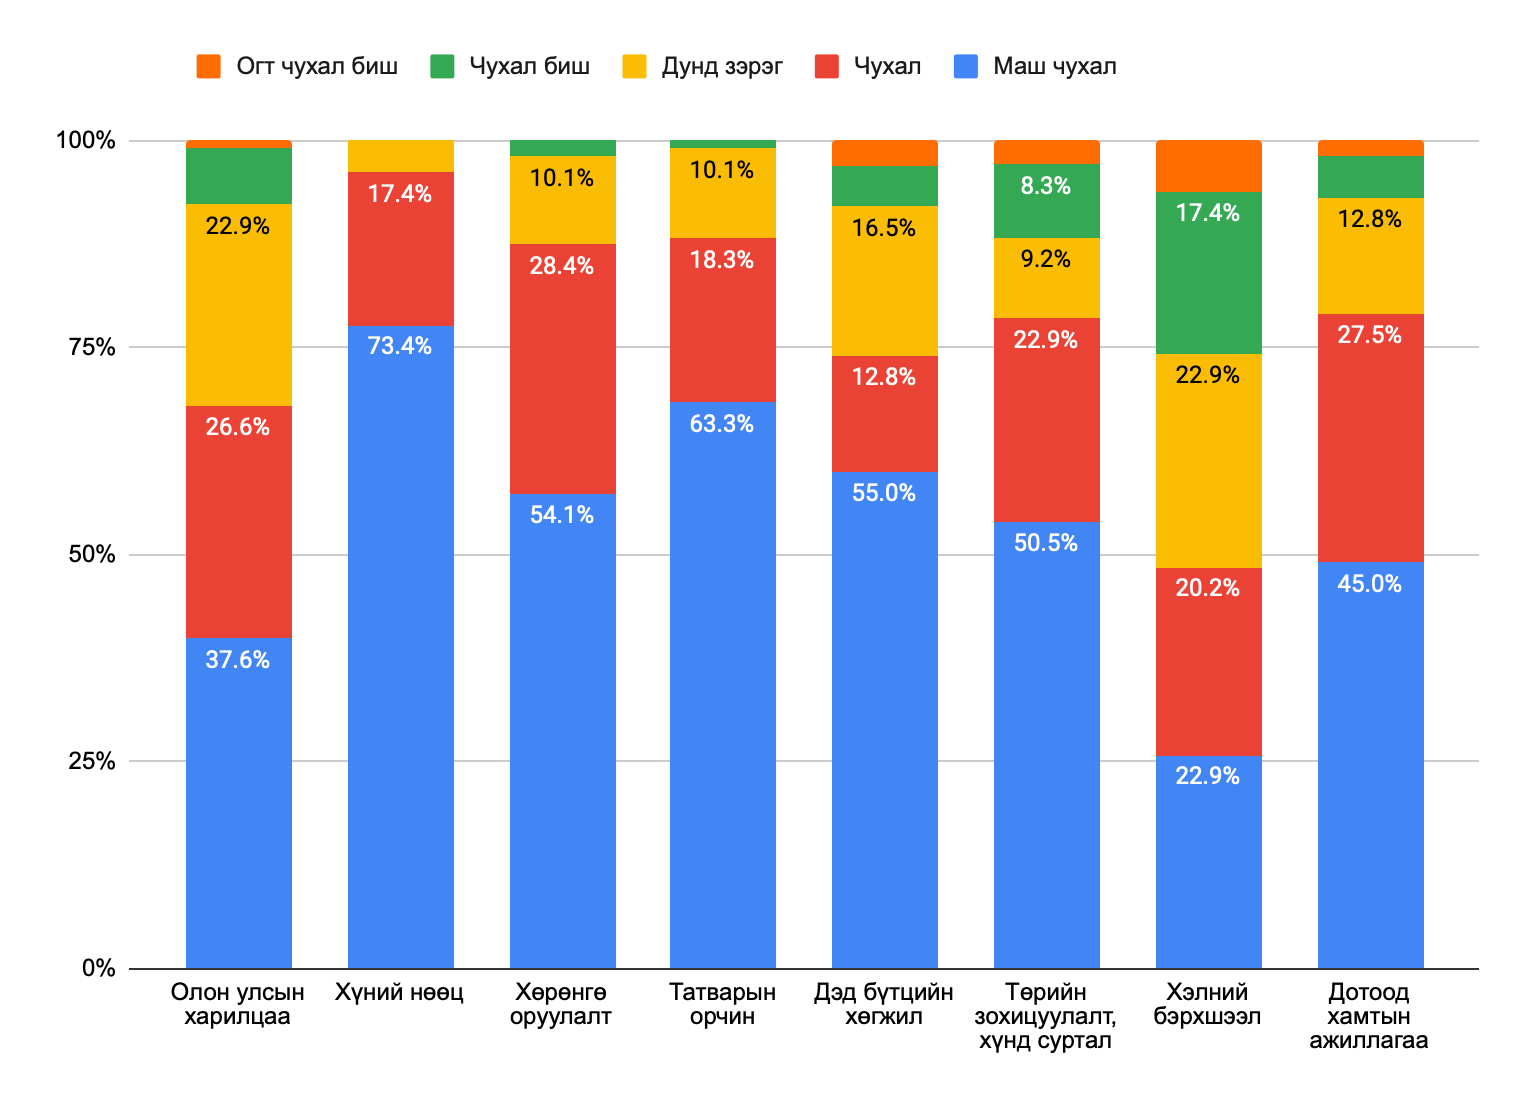 Огт чухал биш Чухал биш Дунд зэрэг Чухал Маш чухал
100%
75%
50%
25%
0%
22.9%
26.6%
37.6%
17.4%
73.4%
10.1%
28.4%
54.1%
10.1%
18.3%
63.3%
16.5%
12.8%
55.0%
8.3%
9.2%
22.9%
50.5%
17.4%
22.9%
20.2%
22.9%
12.8%
27.5%
45.0%
Олон улсын
харилцаа
Хүний нөөц
Хөрөнгө
оруулалт
Татварын
орчин
Дэд бүтцийн
хөгжил
Төрийн
зохицуулалт,
хүнд суртал
Хэлний
бэрхшээл
Дотоод
хамтын
ажиллагаа